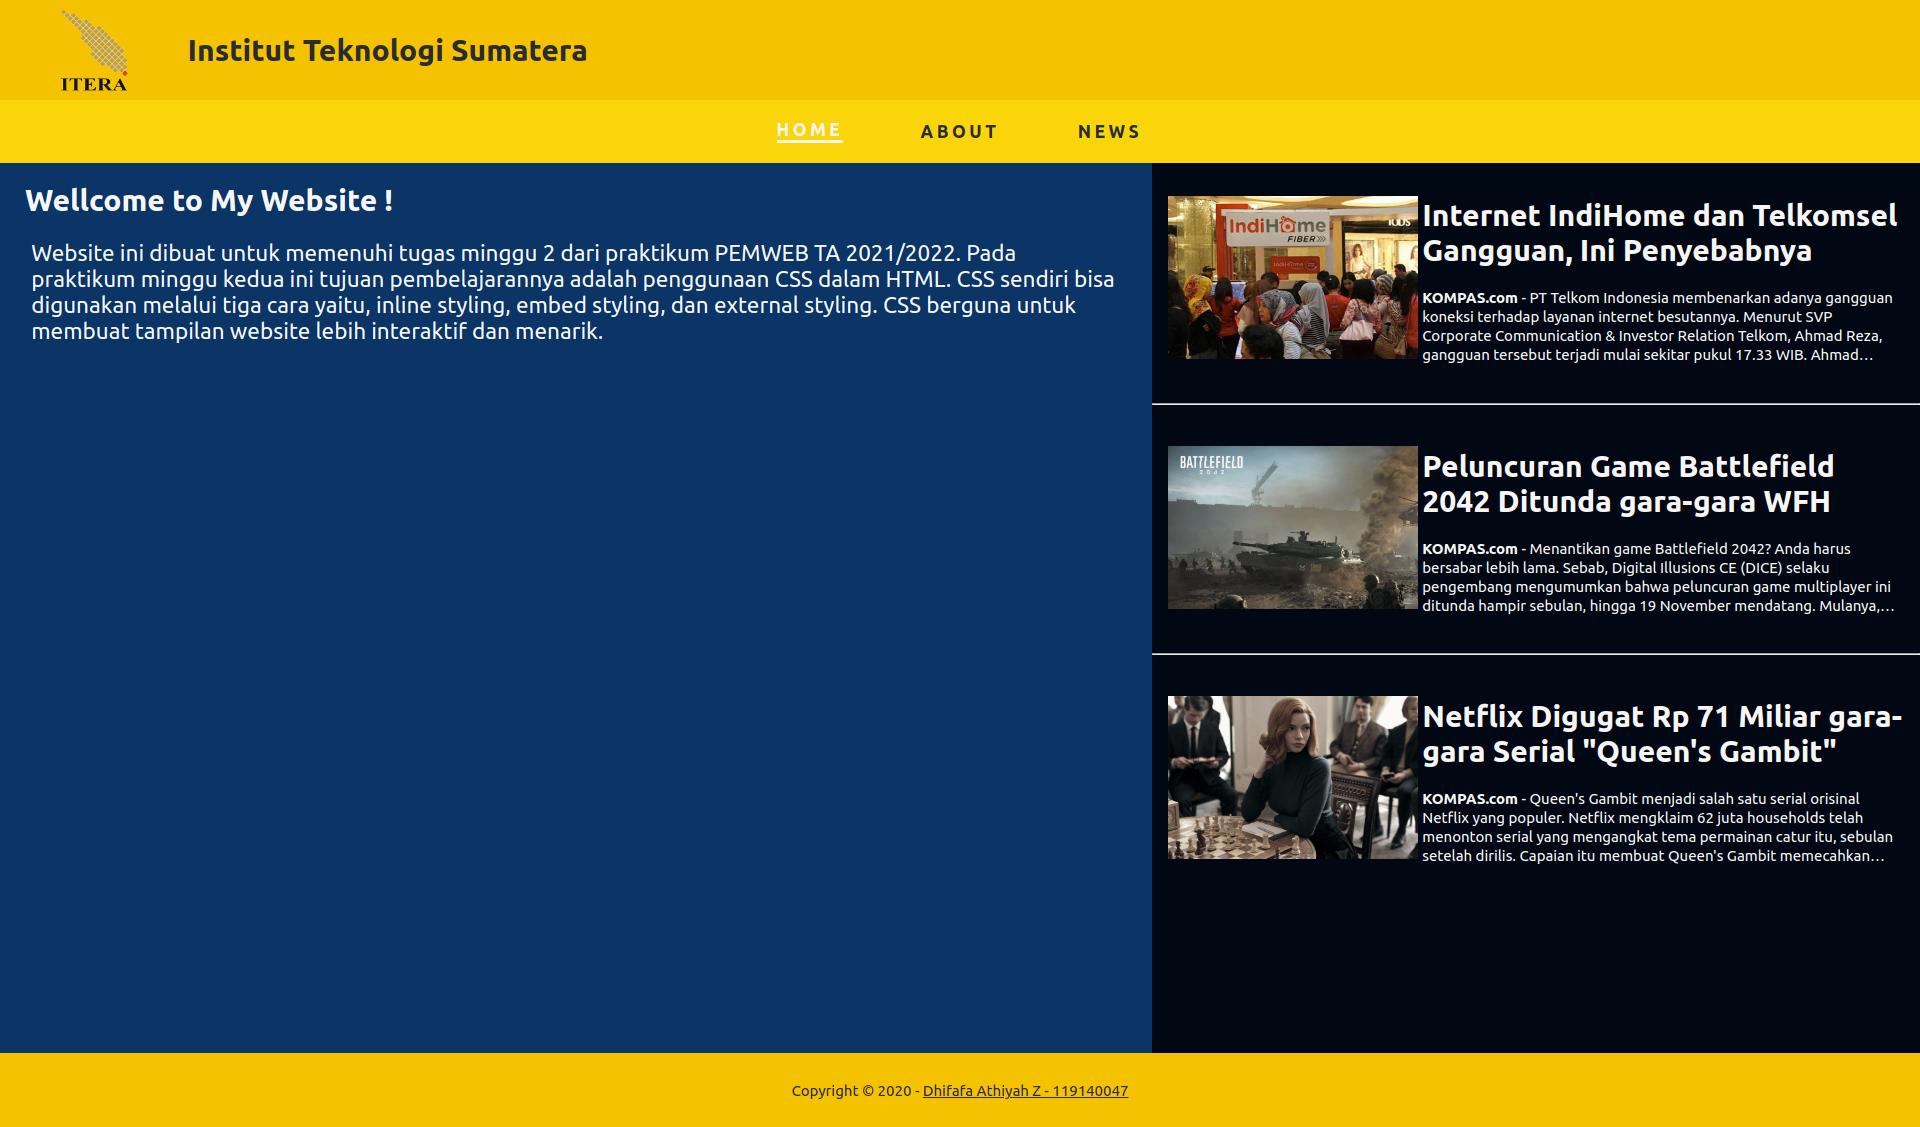 ITERA
Institut Teknologi Sumatera
HOME
ABOUT
NEWS
Wellcome to My Website !
Website ini dibuat untuk memenuhi tugas minggu 2 dari praktikum PEMWEB TA 2021/2022. Pada
praktikum minggu kedua ini tujuan pembelajarannya adalah penggunaan CSS dalam HTML. CSS sendiri bisa
digunakan melalui tiga cara yaitu, inline styling, embed styling, dan external styling. CSS berguna untuk
membuat tampilan website lebih interaktif dan menarik.
IndiHome
FIBER
IndiHome
Internet IndiHome dan Telkomsel
Gangguan, Ini Penyebabnya
KOMPAS.com - PT Telkom Indonesia membenarkan adanya gangguan
koneksi terhadap layanan internet besutannya. Menurut SVP
Corporate Communication & Investor Relation Telkom, Ahmad Reza,
gangguan tersebut terjadi mulai sekitar pukul 17.33 WIB. Ahmad…
BATTLEFIELD
2042
Peluncuran Game Battlefield
2042 Ditunda gara-gara WFH
KOMPAS.com - Menantikan game Battlefield 2042? Anda harus
bersabar lebih lama. Sebab, Digital Illusions CE (DICE) selaku
pengembang mengumumkan bahwa peluncuran game multiplayer ini
ditunda hampir sebulan, hingga 19 November mendatang. Mulanya,…
Netflix Digugat Rp 71 Miliar gara-
gara Serial "Queen's Gambit"
KOMPAS.com - Queen's Gambit menjadi salah satu serial orisinal
Netflix yang populer. Netflix mengklaim 62 juta households telah
menonton serial yang mengangkat tema permainan catur itu, sebulan
setelah dirilis. Capaian itu membuat Queen's Gambit memecahkan…
Copyright © 2020 - Dhifafa Athiyah Z - 119140047